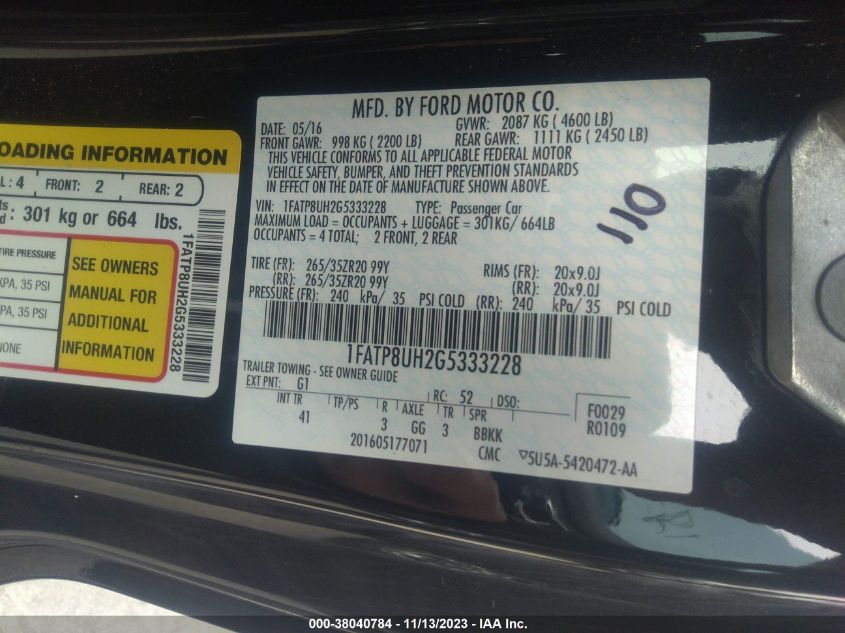 OADING INFORMATION
L: 4 FRONT: 2 REAR: 2
301 kg or 664 lbs.
TIRE PRESSURE
KPA, 35 PSI
KPA, 35 PSI
NONE
SEE OWNERS
MANUAL FOR
ADDITIONAL
INFORMATION
1FATP8UH2G5333228
MFD. BY FORD MOTOR CO.
DATE: 05/16 GVWR: 2087 KG ( 4600 LB)
FRONT GAWR: 998 KG ( 2200 LB) REAR GAWR: 1111 KG ( 2450 LB)
THIS VEHICLE CONFORMS TO ALL APPLICABLE FEDERAL MOTOR
VEHICLE SAFETY, BUMPER, AND THEFT PREVENTION STANDARDS
IN EFFECT ON THE DATE OF MANUFACTURE SHOWN ABOVE.
VIN: 1FATP8UH2G5333228 TYPE: Passenger Car
MAXIMUM LOAD = OCCUPANTS + LUGGAGE = 301KG/ 664LB
OCCUPANTS = 4 TOTAL; 2 FRONT, 2 REAR
011
TIRE (FR): 265/35ZR20 99Y RIMS (FR): 20x9.0J
(RR): 265/35ZR20 99Y (RR): 20x9.0J
PRESSURE (FR): 240 kPa/ 35 PSI COLD (RR): 240 kPa/ 35 PSI COLD
1FATP8UH2G5333228
TRAILER TOWING - SEE OWNER GUIDE
EXT PNT: G1 RC: 52 DSO:
INT TR TP/PS R AXLE TR SPR F0029
41 3 GG 3 BBKK R0109
201605177071 CMC 5U5A-5420472-AA
000-38040784 - 11/13/2023 - IAA Inc.